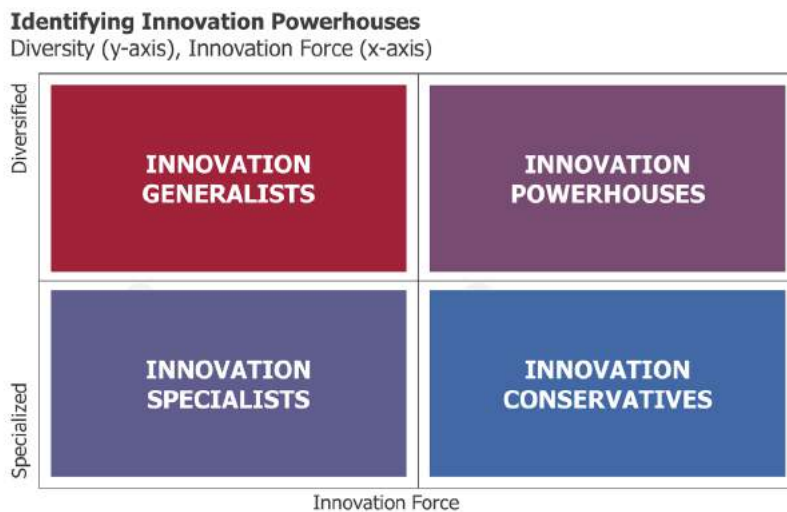 Identifying Innovation Powerhouses
Diversity (y-axis), Innovation Force (x-axis)
Diversified
INNOVATION
GENERALISTS
INNOVATION
POWERHOUSES
Specialized
INNOVATION
SPECIALISTS
INNOVATION
CONSERVATIVES
Innovation Force